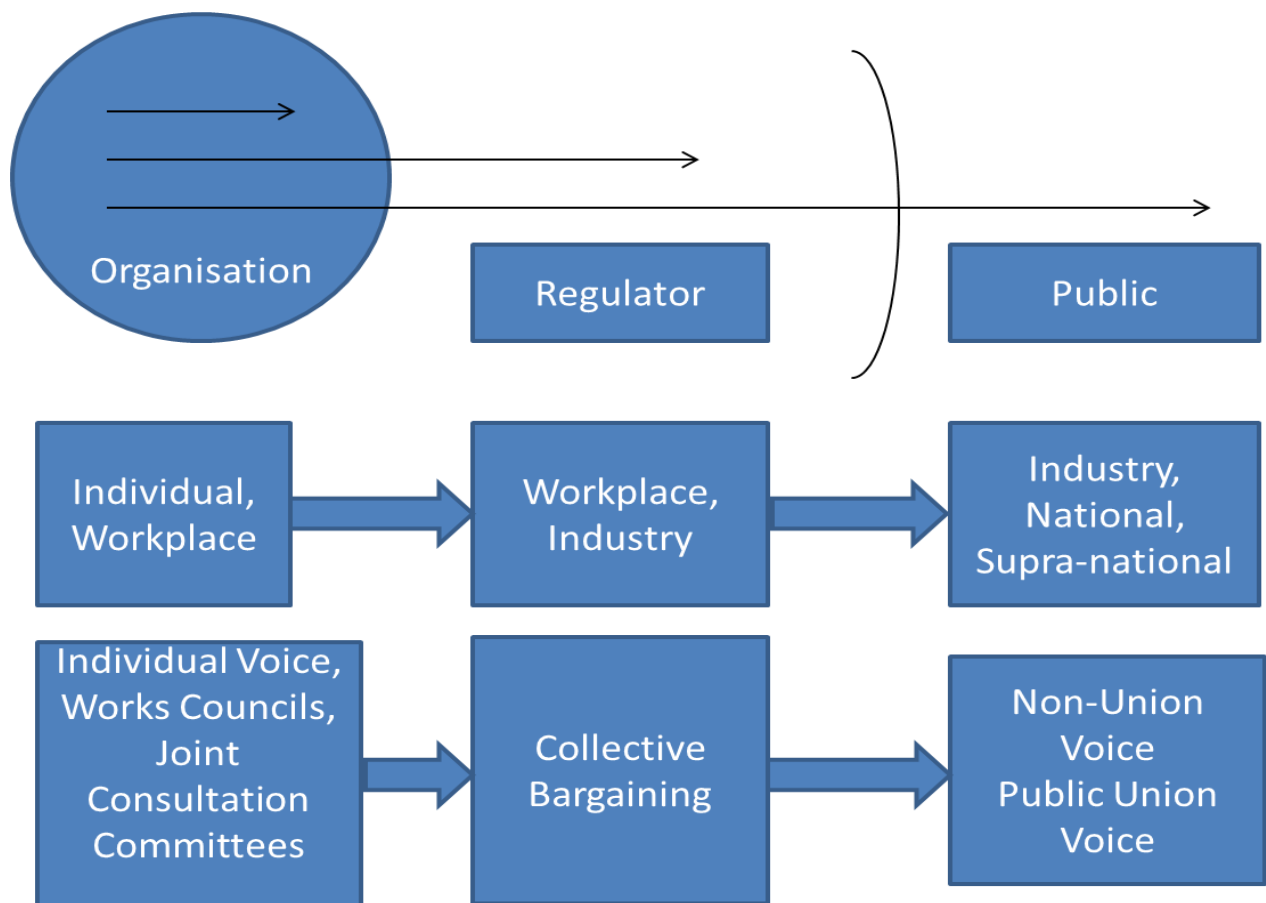 Organisation
Regulator
Public
Individual,
Workplace
Workplace,
Industry
Industry,
National,
Supra-national
Individual Voice,
Works Councils,
Joint
Consultation
Committees
Collective
Bargaining
Non-Union
Voice
Public Union
Voice